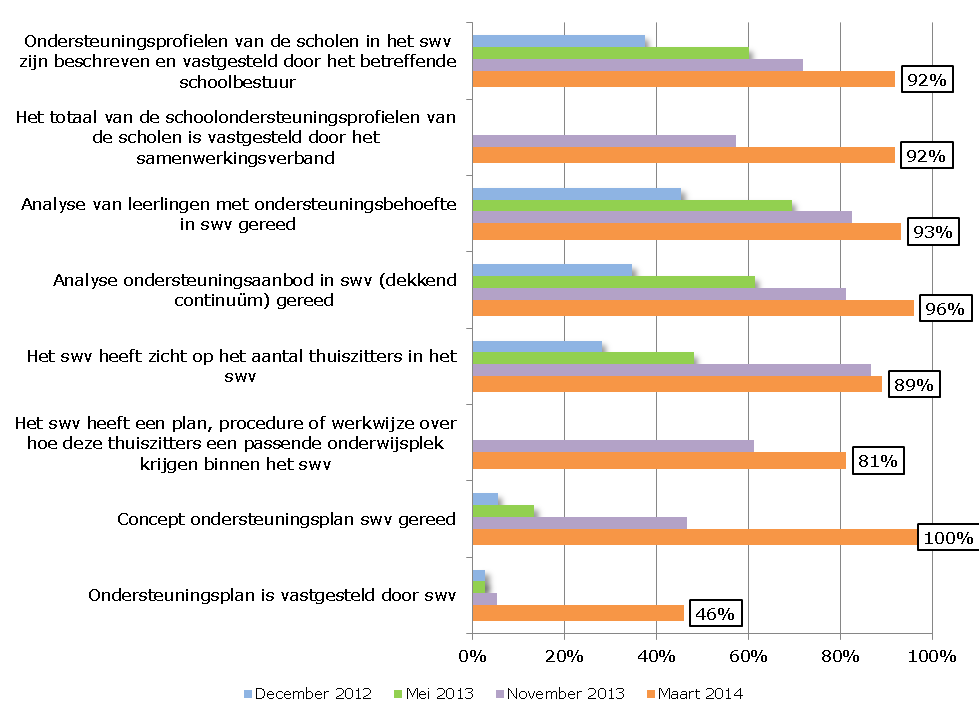 Ondersteuningsprofielen van de scholen in het swv
zijn beschreven en vastgesteld door het betreffende
schoolbestuur
92%
Het totaal van de schoolondersteuningsprofielen van
de scholen is vastgesteld door het
samenwerkingsverband
92%
Analyse van leerlingen met ondersteuningsbehoefte
in swv gereed
93%
Analyse ondersteuningsaanbod in swv (dekkend
continuüm) gereed
96%
Het swv heeft zicht op het aantal thuiszitters in het
swv
89%
Het swv heeft een plan, procedure of werkwijze over
hoe deze thuiszitters een passende onderwijsplek
krijgen binnen het swv
81%
Concept ondersteuningsplan swv gereed
100%
Ondersteuningsplan is vastgesteld door swv
46%
0% 20% 40% 60% 80% 100%
December 2012 Mei 2013 November 2013 Maart 2014